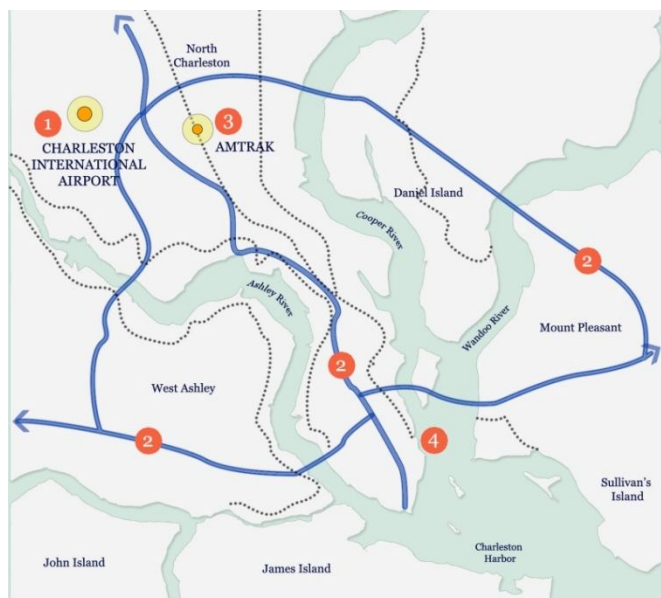 North
Charleston
1
3
CHARLESTON
INTERNATIONAL
AIRPORT
AMTRAK
Daniel Island
Cooper River
2
Ashley River
Wandoo River
Mount Pleasant
2
West Ashley
2
4
Sullivan's
Island
Charleston
Harbor
John Island
James Island